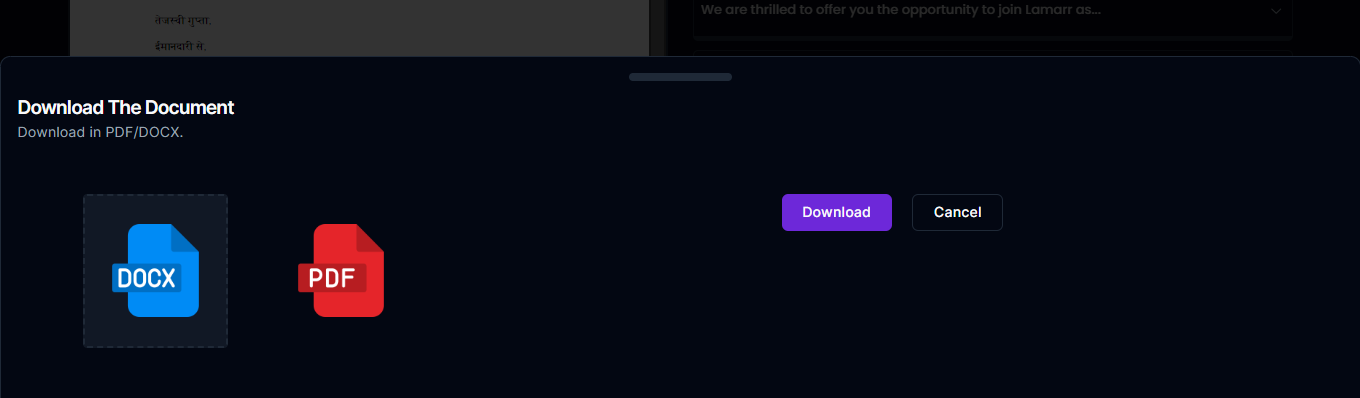 तेजस्वी गुप्ता,
We are thrilled to offer you the opportunity to join Lamarr as...
ईमानदारी से,
Download The Document
Download in PDF/DOCX.
Download
Cancel
DOCX
PDF